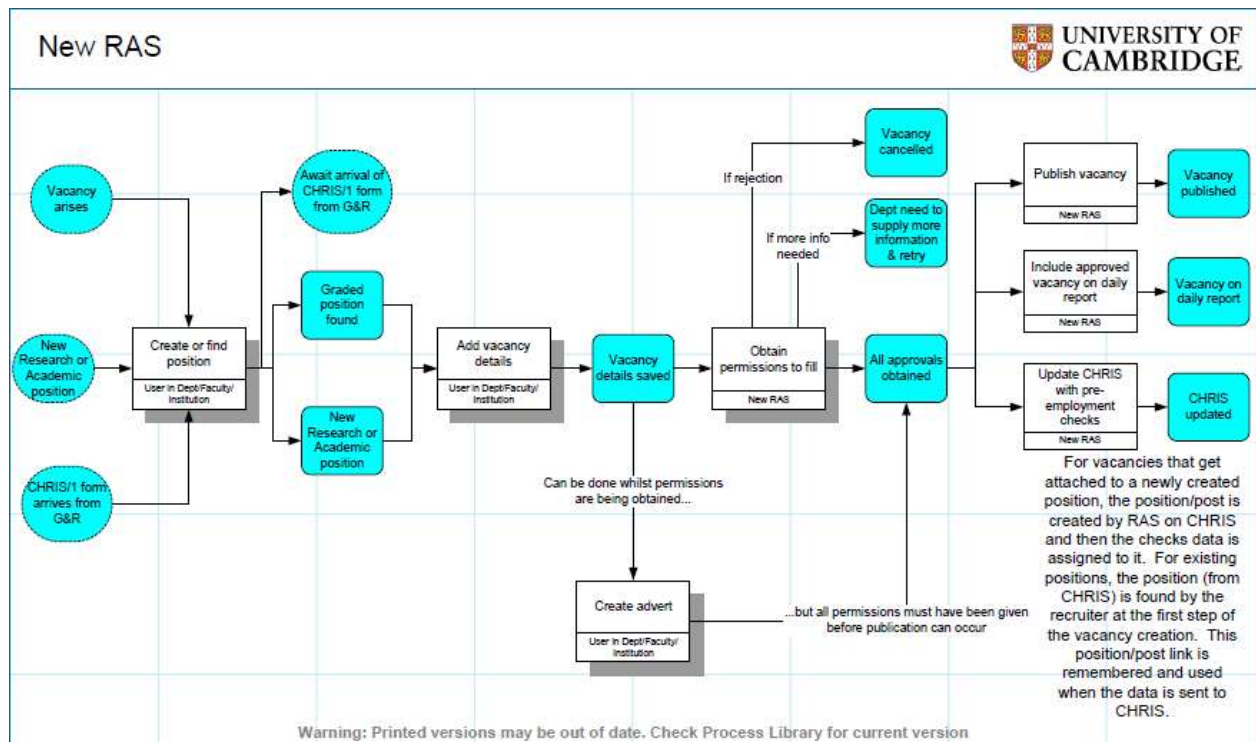 New RAS
UNIVERSITY OF
CAMBRIDGE
Vacancy
arises
Await arrival of
CHRIS/1 form
from G&R
New
Research or
Academic
position
CHRIS/1 form
arrives from
G&R
Create or find
position
User in Dept/Faculty/
Institution
Graded
position
found
New
Research or
Academic
position
Add vacancy
details
User in Dept/Faculty/
Institution
Vacancy
details saved
Can be done whilst permissions
are being obtained...
Create advert
User in Dept/Faculty/
Institution
...but all permissions must have been given
before publication can occur
Obtain
permissions to fill
New RAS
If rejection
If more info
needed
Vacancy
cancelled
Dept need to
supply more
information
& retry
All approvals
obtained
Publish vacancy
New RAS
Vacancy
published
Include approved
vacancy on daily
report
New RAS
Vacancy on
daily report
Update CHRIS
with pre-
employment
checks
New RAS
CHRIS
updated
For vacancies that get
attached to a newly created
position, the position/post is
created by RAS on CHRIS
and then the checks data is
assigned to it. For existing
positions, the position (from
CHRIS) is found by the
recruiter at the first step of
the vacancy creation. This
position/post link is
remembered and used
when the data is sent to
CHRIS.
Warning: Printed versions may be out of date. Check Process Library for current version